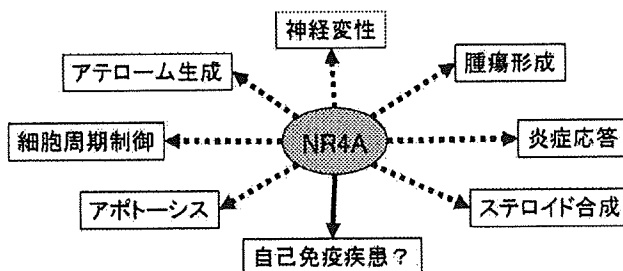 神経変性
アテローム生成
腫瘍形成
細胞周期制御
NR4A
炎症応答
アポトーシス
ステロイド合成
自己免疫疾患？